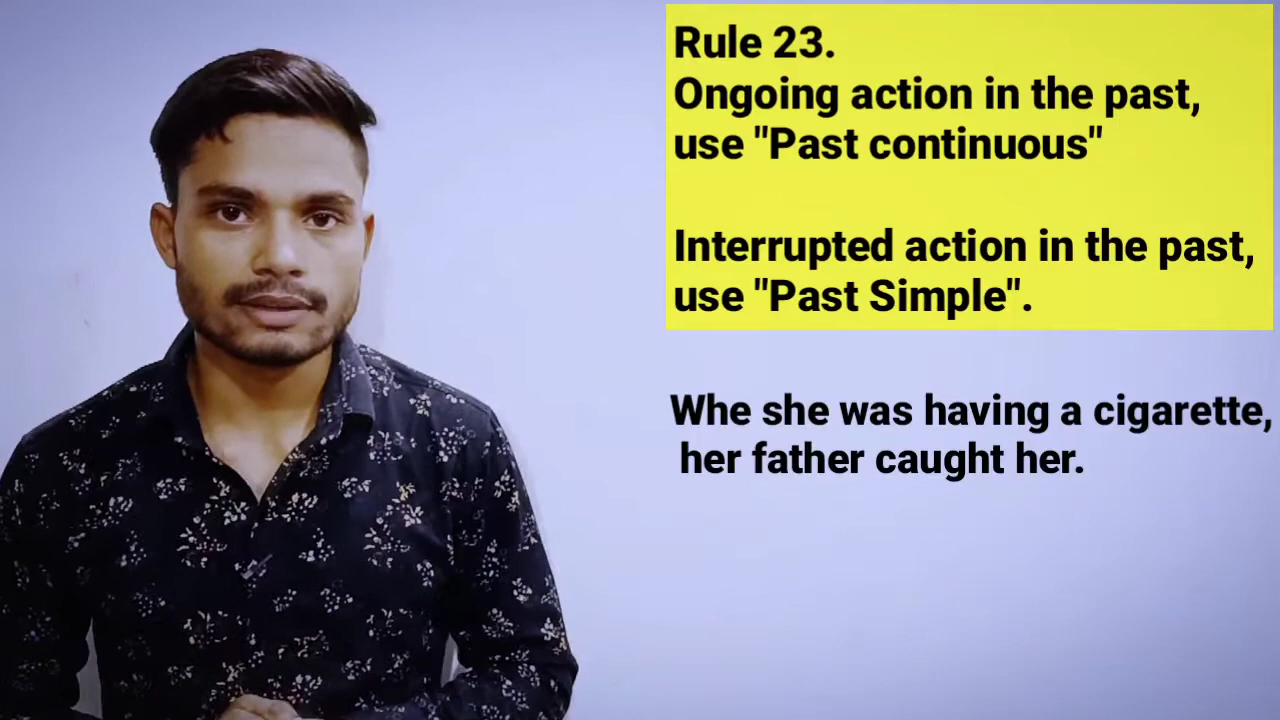 Rule 23.
Ongoing action in the past,
use "Past continuous"
Interrupted action in the past,
use "Past Simple".
Whe she was having a cigarette,
her father caught her.